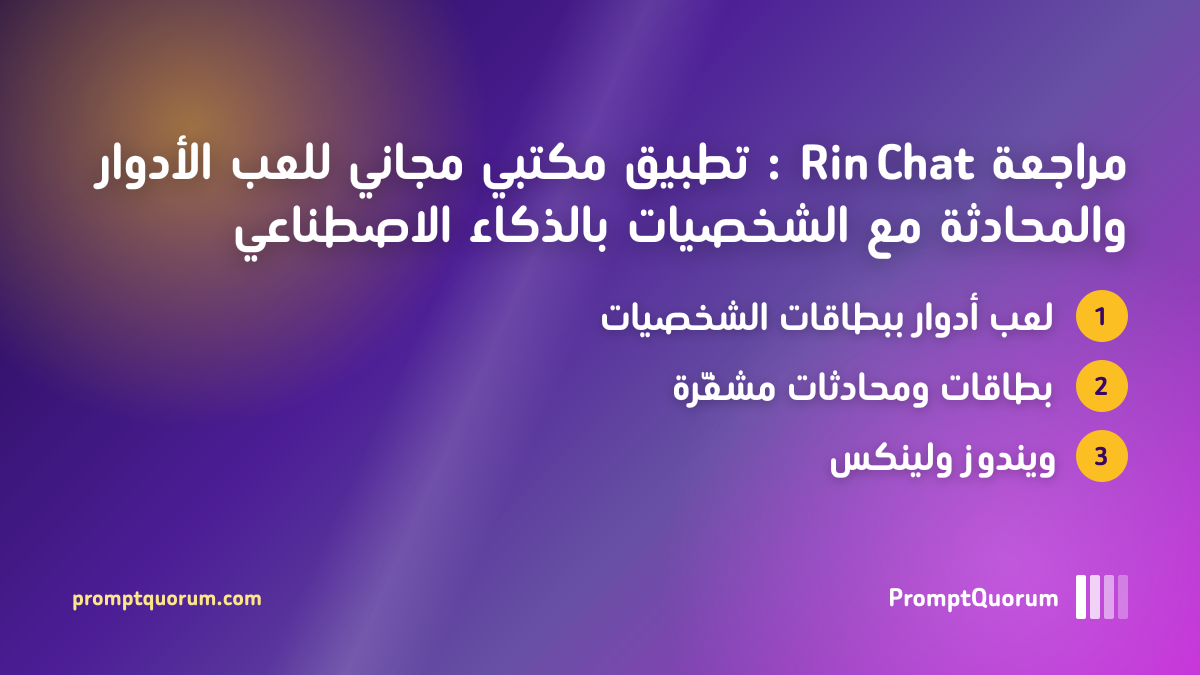 مراجعة Rin Chat : تطبيق مكتبي مجاني للعب الأدوار
والمحادثة مع الشخصيات بالذكاء الاصطناعي
1 لعب أدوار ببطاقات الشخصيات
2 بطاقات ومحادثات مشفّرة
3 ويندوز ولينكس
PromptQuorum
promptquorum.com